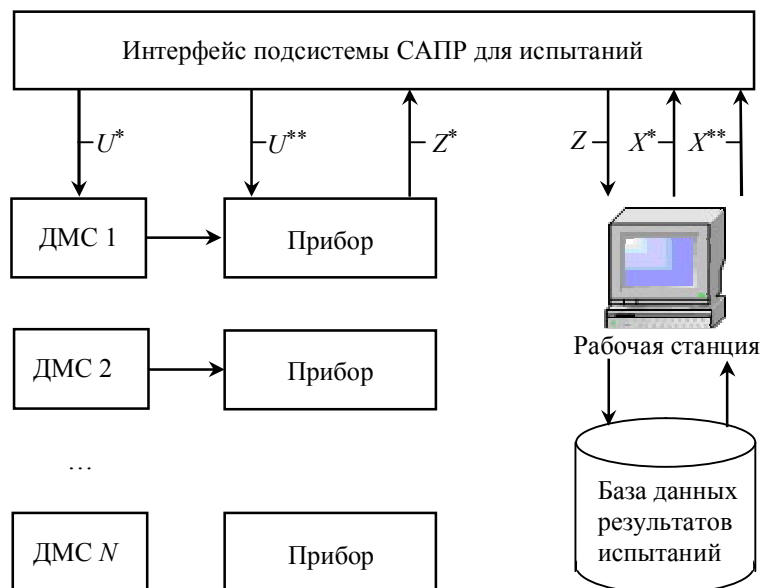 Интерфейс подсистемы САПР для испытаний
U* U** Z* Z X* X**
ДМС 1 Прибор
Рабочая станция
ДМС 2 Прибор
...
База данных
результатов
испытаний
ДМС N Прибор